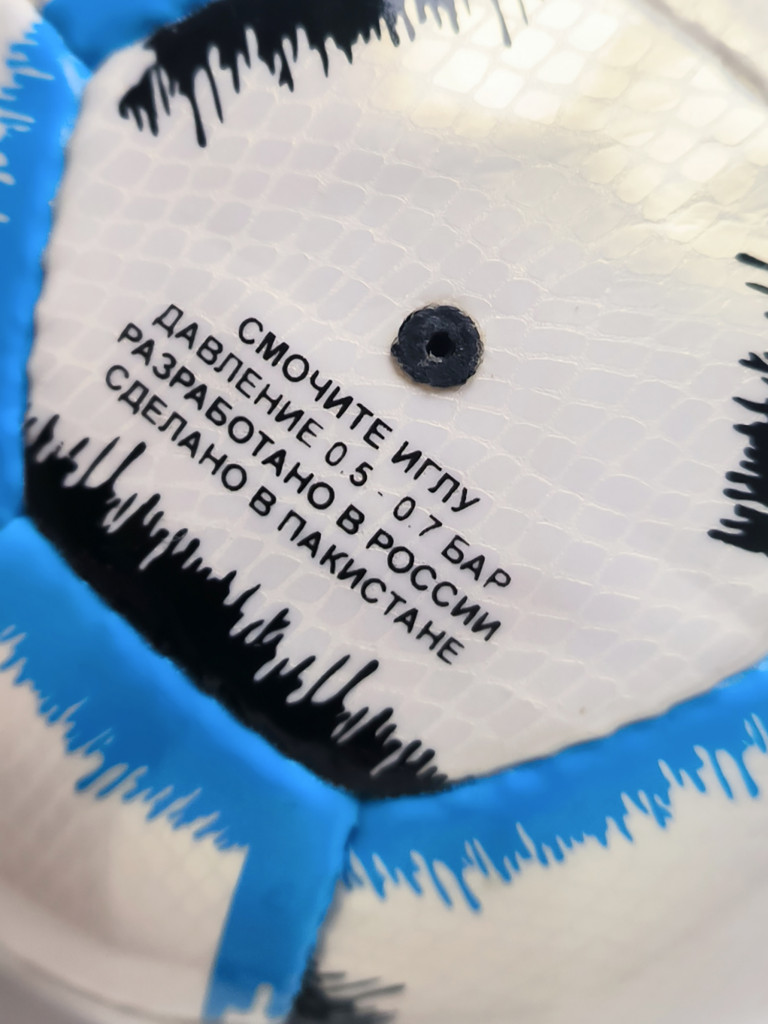 СМОЧИТЕ ИГЛУ
ДАВЛЕНИЕ 0.5 - 0.7 БАР
РАЗРАБОТАНО В РОССИИ
СДЕЛАНО В ПАКИСТАНЕ